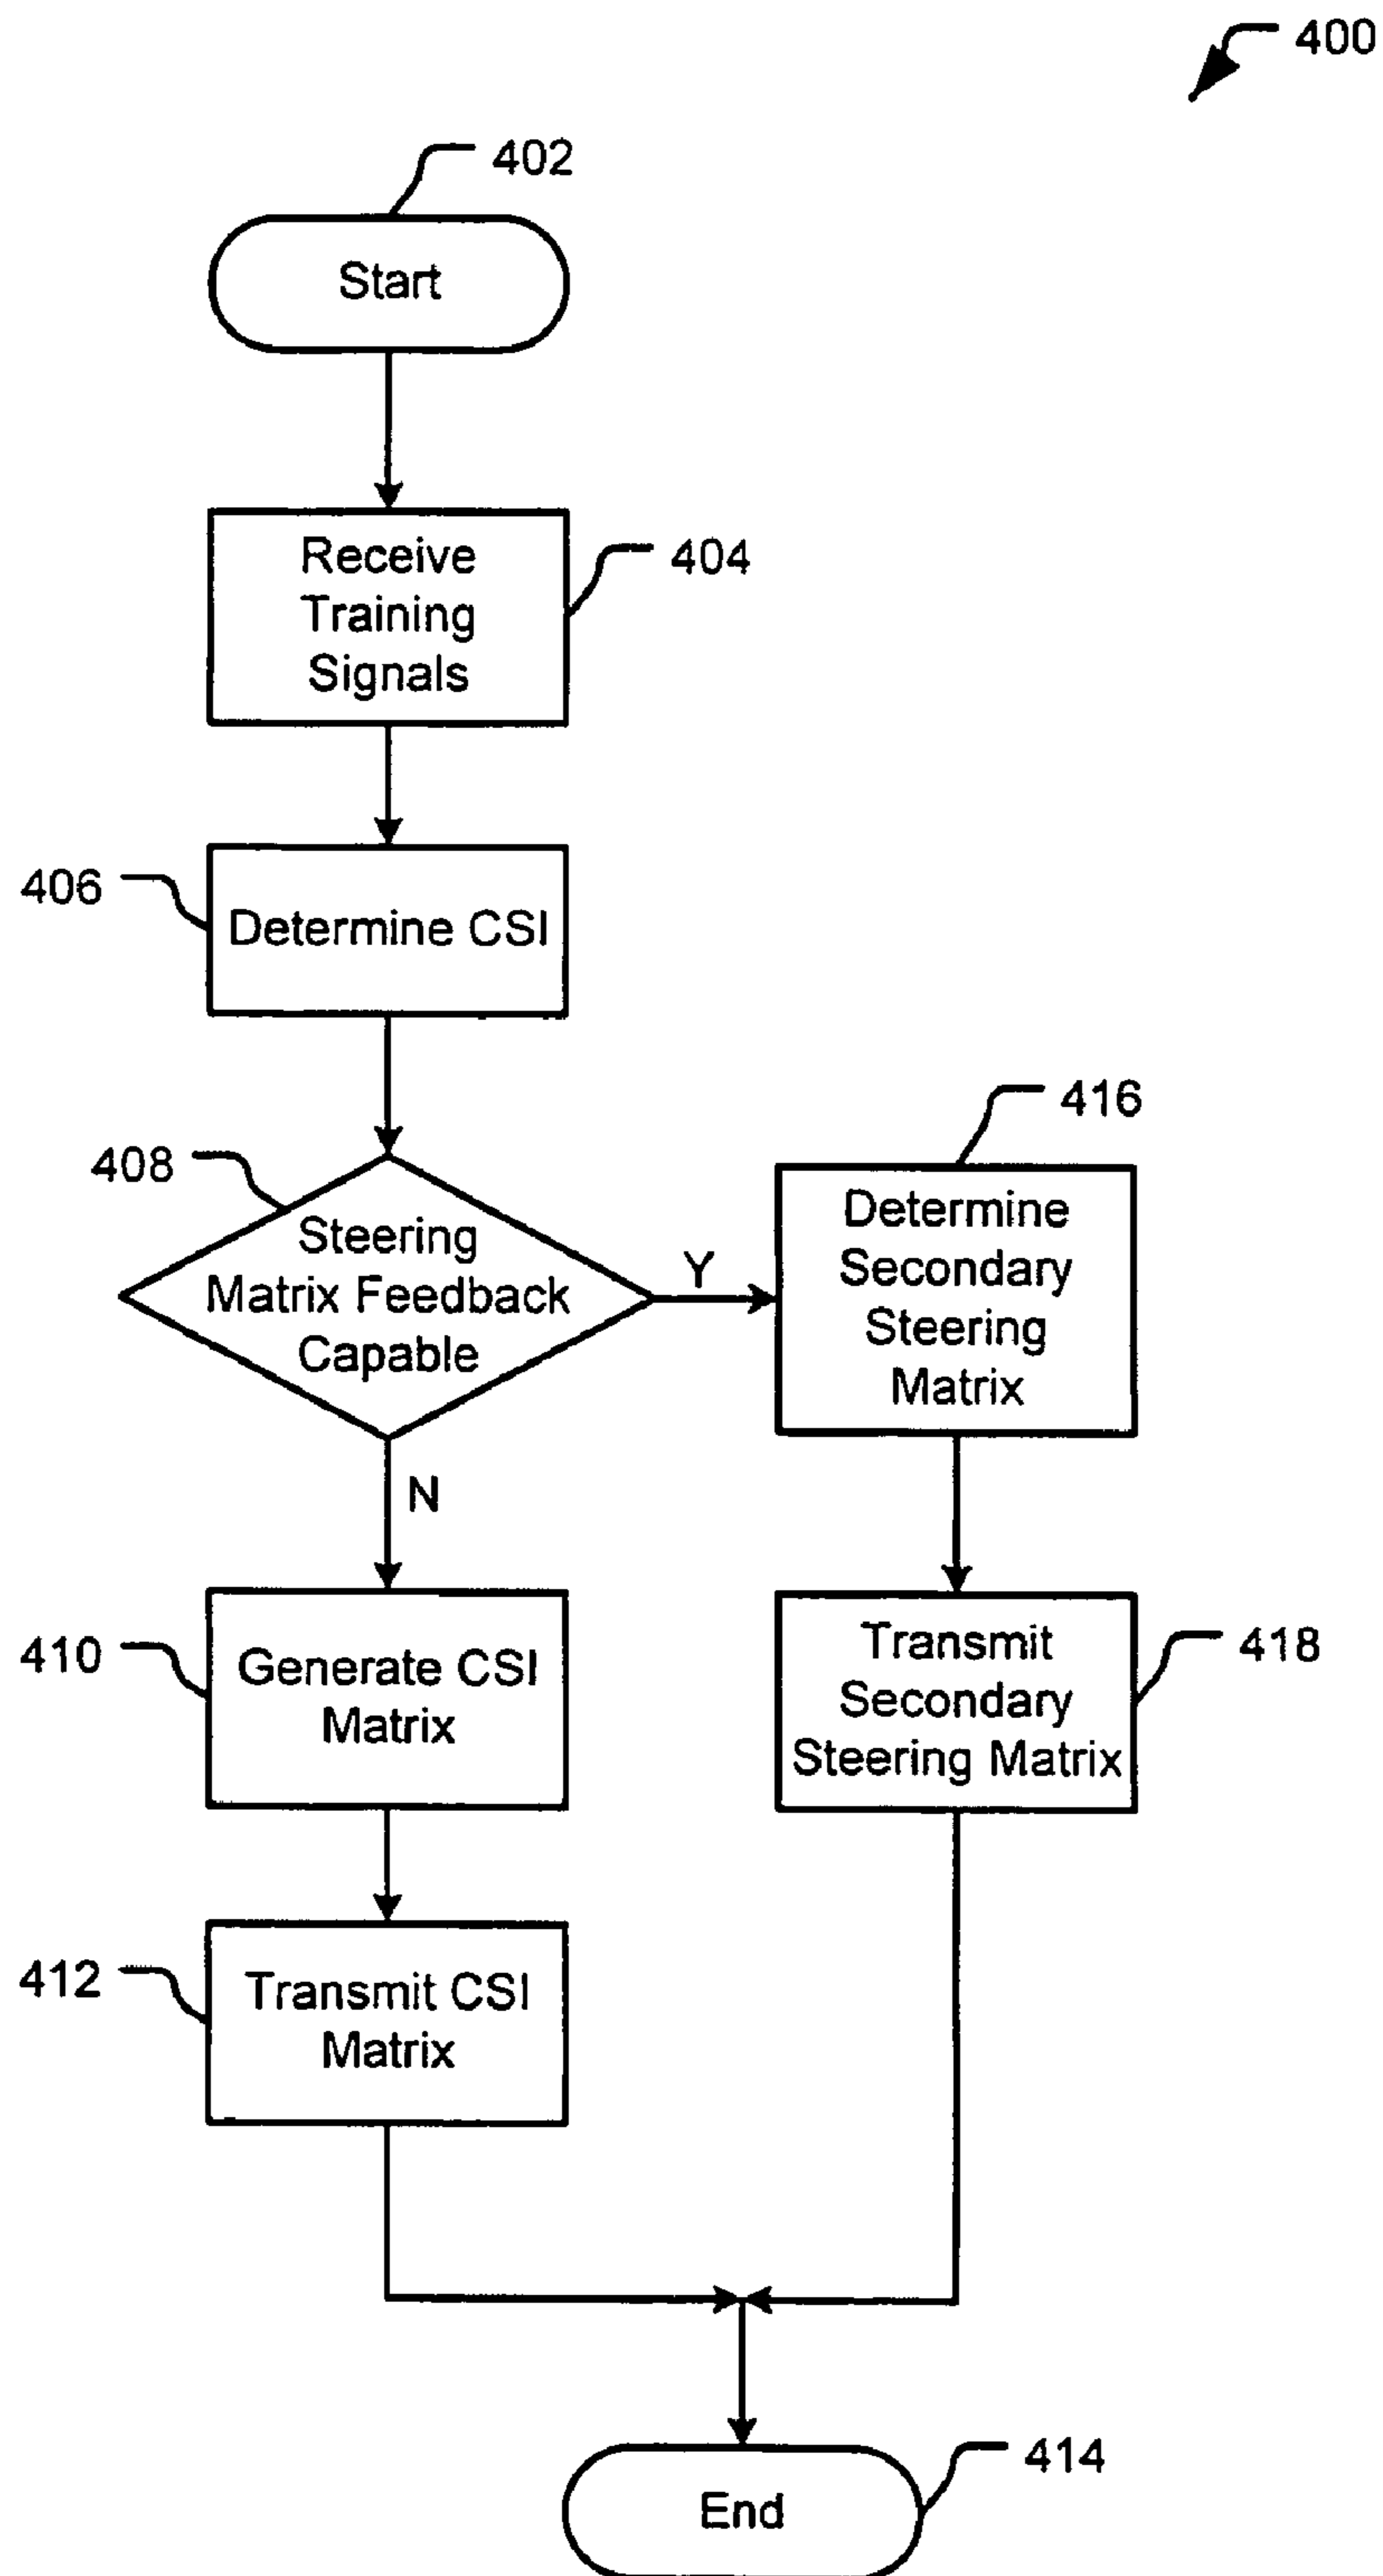 400
402
Start
Receive
Training
Signals
404
406
Determine CSI
408
Steering
Matrix Feedback
Capable
Y
N
416
Determine
Secondary
Steering
Matrix
410
Generate CSI
Matrix
Transmit
Secondary
Steering Matrix
418
412
Transmit CSI
Matrix
414
End